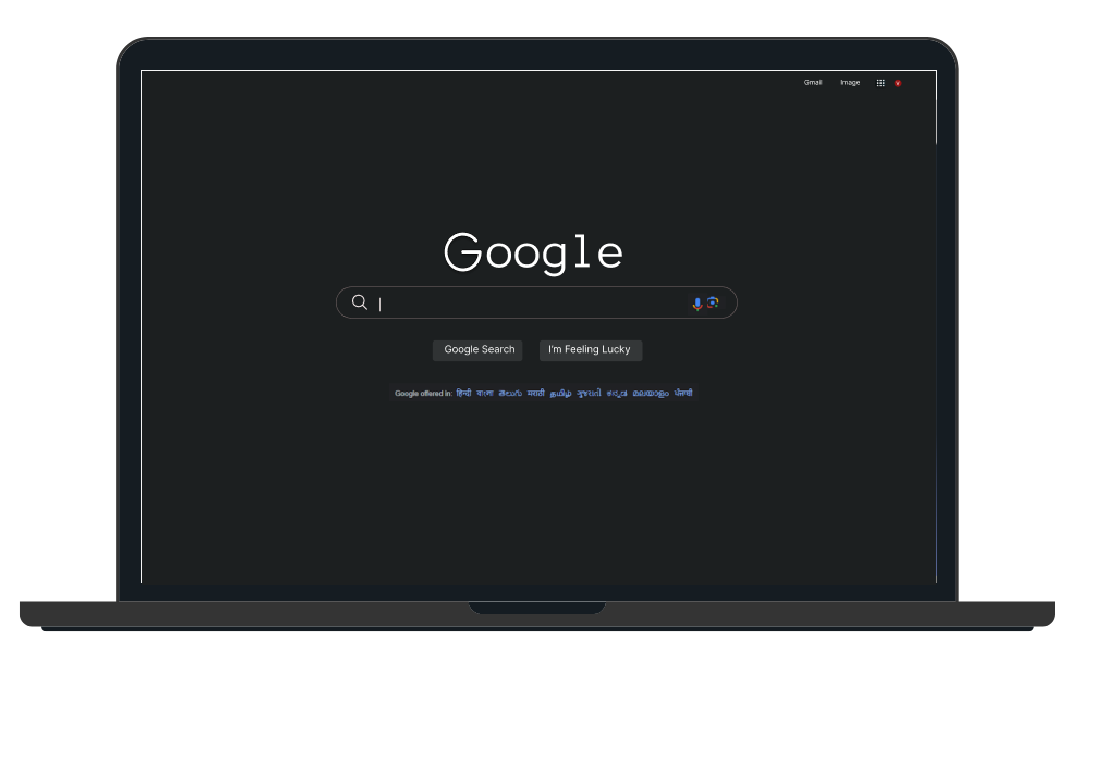 Gmail Image
Google
Google Search I'm Feeling Lucky
Google offered in: हिन्दी বাংলা తెలుగు मराठी தமிழ் ગુજરાતી ಕನ್ನಡ മലയാളം ਪੰਜਾਬੀ